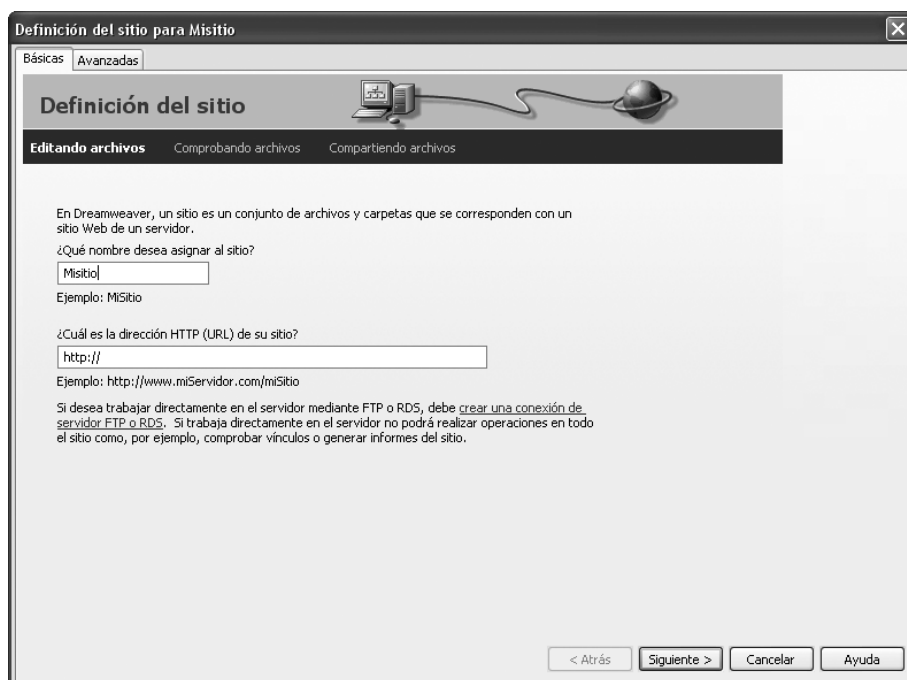 Definición del sitio para Misitio
Básicas Avanzadas
Definición del sitio
Editando archivos Comprobando archivos Compartiendo archivos
En Dreamweaver, un sitio es un conjunto de archivos y carpetas que se corresponden con un
sitio Web de un servidor.
¿Qué nombre desea asignar al sitio?
Misitio
Ejemplo: MiSitio
¿Cuál es la dirección HTTP (URL) de su sitio?
http://
Ejemplo: http://www.miServidor.com/miSitio
Si desea trabajar directamente en el servidor mediante FTP o RDS, debe crear una conexión de
servidor FTP o RDS. Si trabaja directamente en el servidor no podrá realizar operaciones en todo
el sitio como, por ejemplo, comprobar vínculos o generar informes del sitio.
< Atrás Siguiente > Cancelar Ayuda